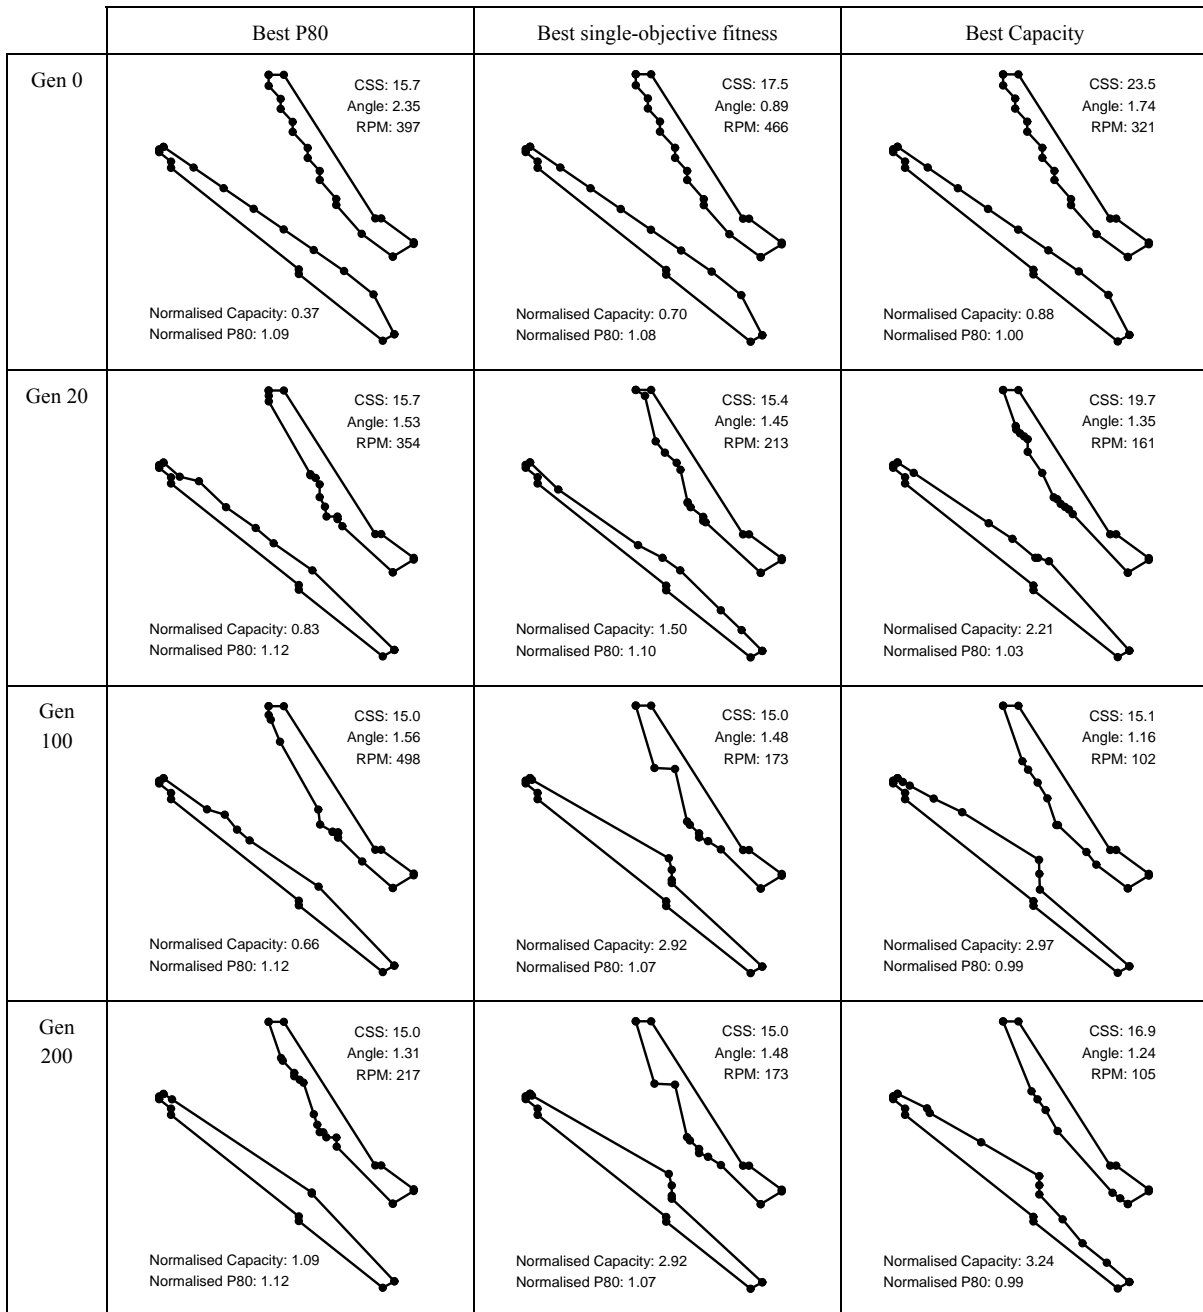 Best P80
Best single-objective fitness
Best Capacity
Gen 0
CSS: 15.7
Angle: 2.35
RPM: 397
Normalised Capacity: 0.37
Normalised P80: 1.09
CSS: 17.5
Angle: 0.89
RPM: 466
Normalised Capacity: 0.70
Normalised P80: 1.08
CSS: 23.5
Angle: 1.74
RPM: 321
Normalised Capacity: 0.88
Normalised P80: 1.00
Gen 20
CSS: 15.7
Angle: 1.53
RPM: 354
Normalised Capacity: 0.83
Normalised P80: 1.12
CSS: 15.4
Angle: 1.45
RPM: 213
Normalised Capacity: 1.50
Normalised P80: 1.10
CSS: 19.7
Angle: 1.35
RPM: 161
Normalised Capacity: 2.21
Normalised P80: 1.03
Gen
100
CSS: 15.0
Angle: 1.56
RPM: 498
Normalised Capacity: 0.66
Normalised P80: 1.12
CSS: 15.0
Angle: 1.48
RPM: 173
Normalised Capacity: 2.92
Normalised P80: 1.07
CSS: 15.1
Angle: 1.16
RPM: 102
Normalised Capacity: 2.97
Normalised P80: 0.99
Gen
200
CSS: 15.0
Angle: 1.31
RPM: 217
Normalised Capacity: 1.09
Normalised P80: 1.12
CSS: 15.0
Angle: 1.48
RPM: 173
Normalised Capacity: 2.92
Normalised P80: 1.07
CSS: 16.9
Angle: 1.24
RPM: 105
Normalised Capacity: 3.24
Normalised P80: 0.99